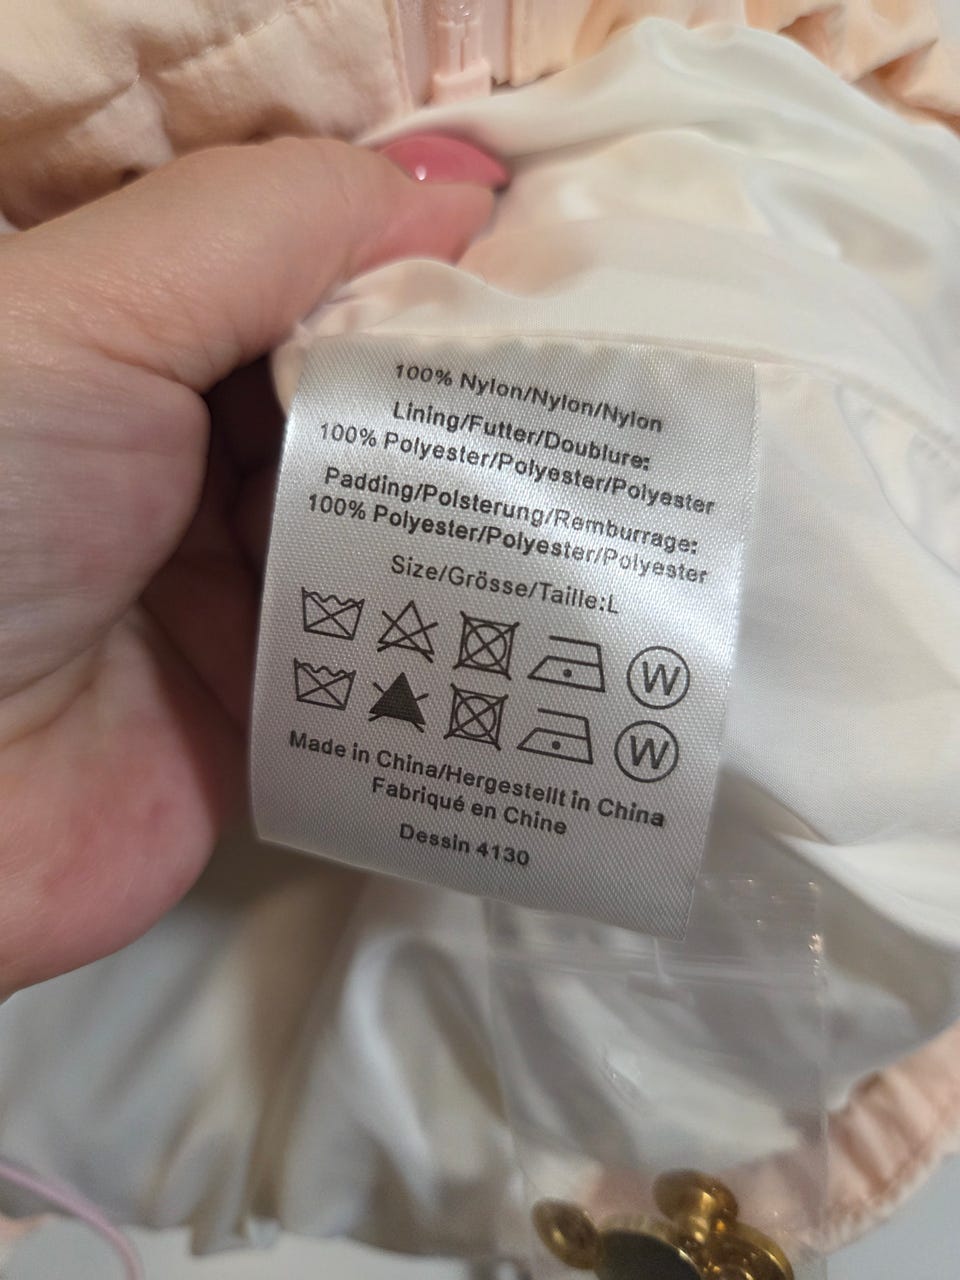 100% Nylon/Nylon/Nylon
Lining/Futter/Doublure:
100% Polyester/Polyester/Polyester
Padding/Polsterung/Remburrage:
100% Polyester/Polyester/Polyester
Size/Grösse/Taille:L
W
W
Made in China/Hergestellt in China
Fabriqué en Chine
Dessin 4130